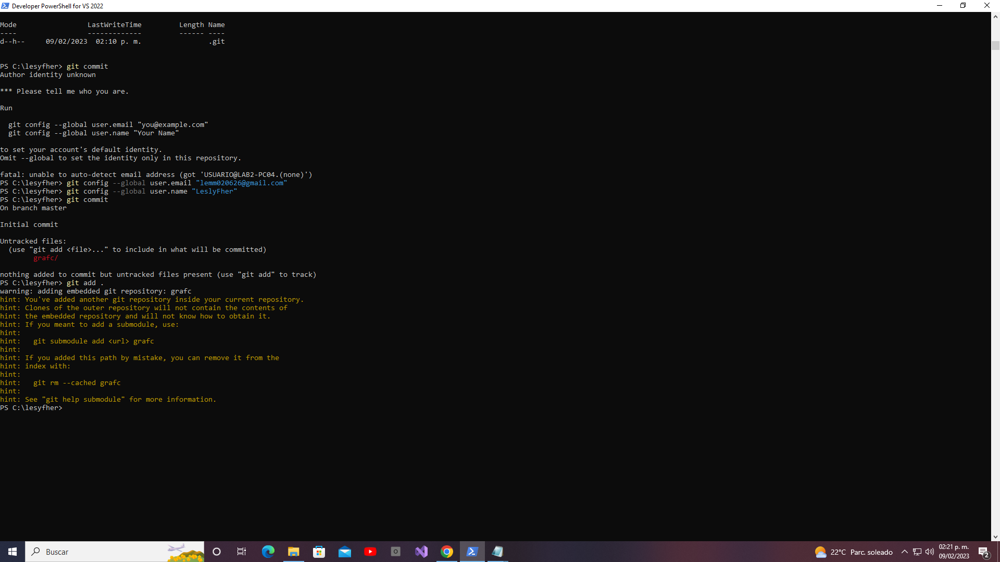 Developer PowerShell for VS 2022
Mode                 LastWriteTime         Length Name
----                 -------------         ------ ----
d--h--     09/02/2023  02:10 p. m.                .git
PS C:\lesyfher> git commit
Author identity unknown
*** Please tell me who you are.
Run
  git config --global user.email "you@example.com"
  git config --global user.name "Your Name"
to set your account's default identity.
Omit --global to set the identity only in this repository.
fatal: unable to auto-detect email address (got 'USUARIO@LAB2-PC04.(none)')
PS C:\lesyfher> git config --global user.email "lemm020626@gmail.com"
PS C:\lesyfher> git config --global user.name "LeslyFher"
PS C:\lesyfher> git commit
On branch master
Initial commit
Untracked files:
  (use "git add <file>..." to include in what will be committed)
        grafc/
nothing added to commit but untracked files present (use "git add" to track)
PS C:\lesyfher> git add .
warning: adding embedded git repository: grafc
hint: You've added another git repository inside your current repository.
hint: Clones of the outer repository will not contain the contents of
hint: the embedded repository and will not know how to obtain it.
hint: If you meant to add a submodule, use:
hint:
hint:   git submodule add <url> grafc
hint:
hint: If you added this path by mistake, you can remove it from the
hint: index with:
hint:
hint:   git rm --cached grafc
hint:
hint: See "git help submodule" for more information.
PS C:\lesyfher>
Buscar
22°C Parc. soleado
02:21 p. m.
09/02/2023
2